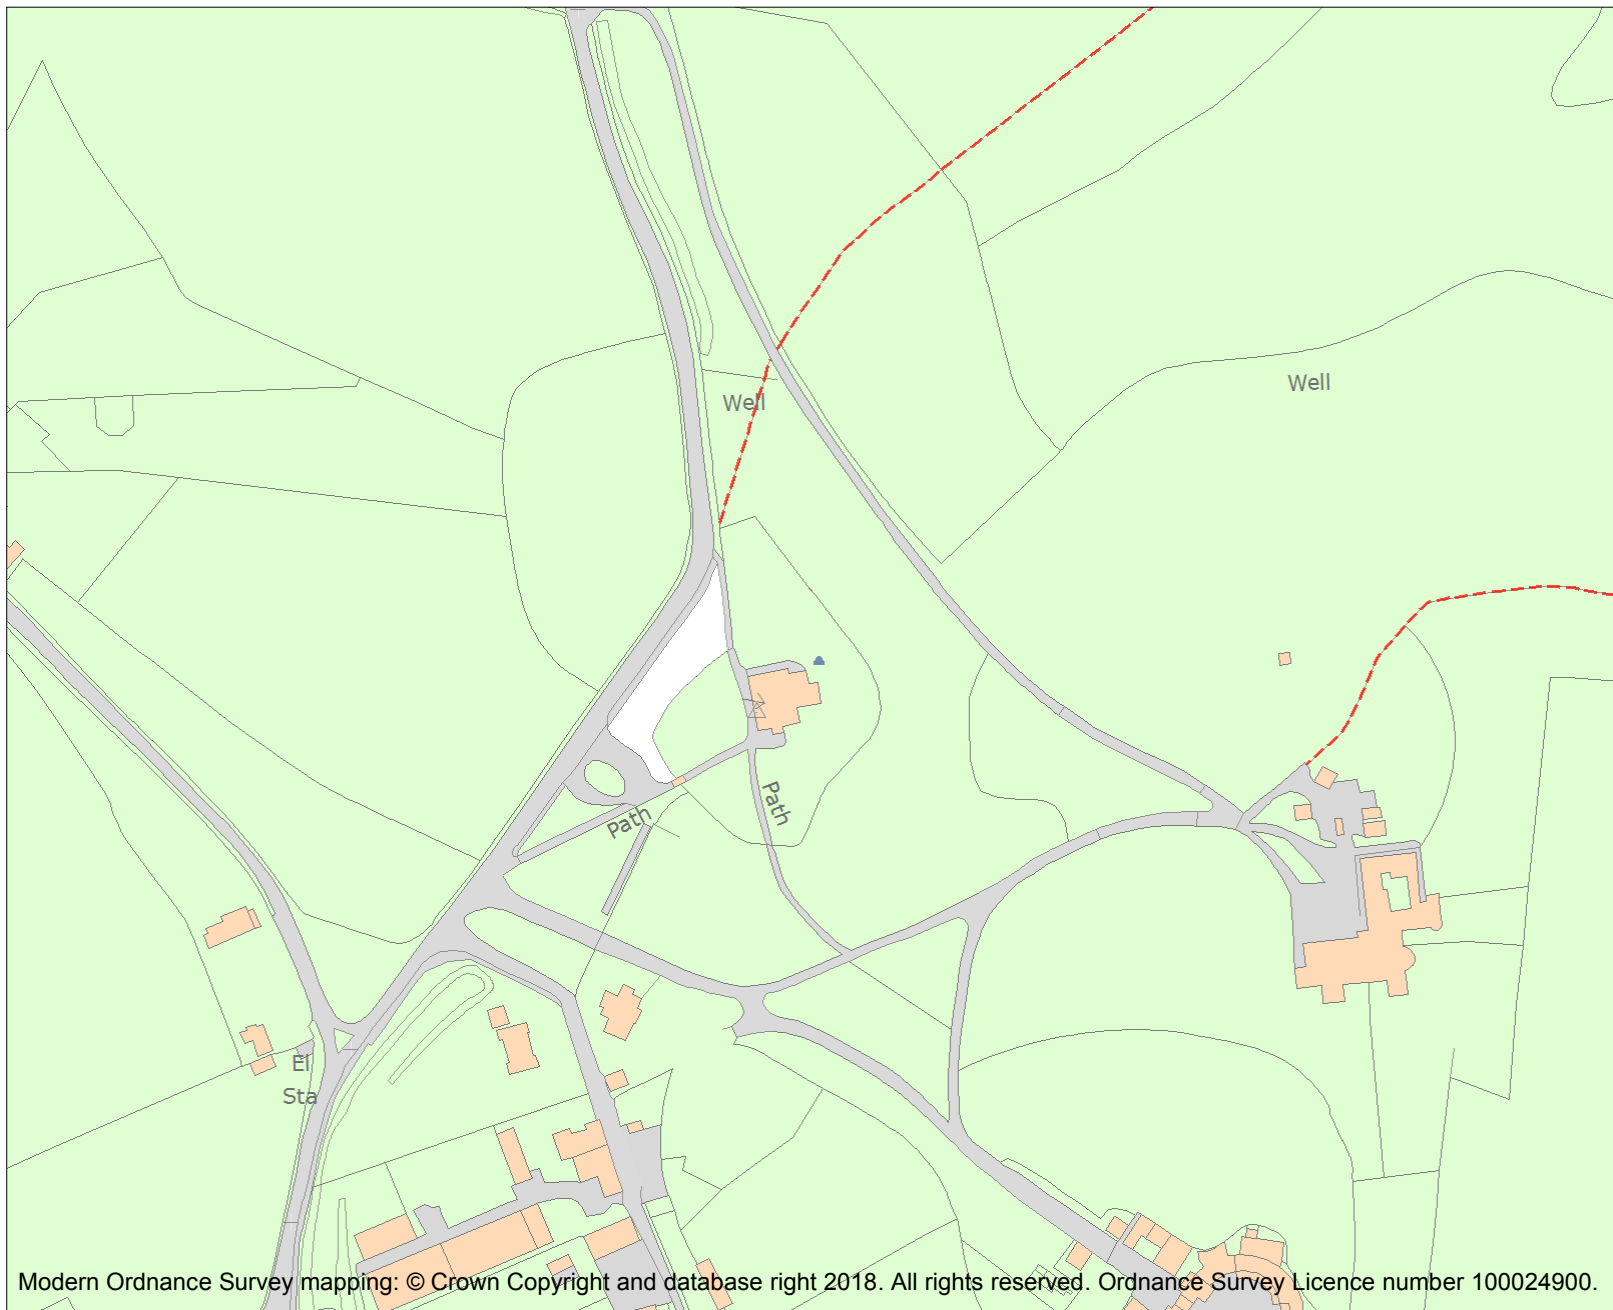 Well
Well
Path
Path
El
Sta
Modern Ordnance Survey mapping: © Crown Copyright and database right 2018. All rights reserved. Ordnance Survey Licence number 100024900.